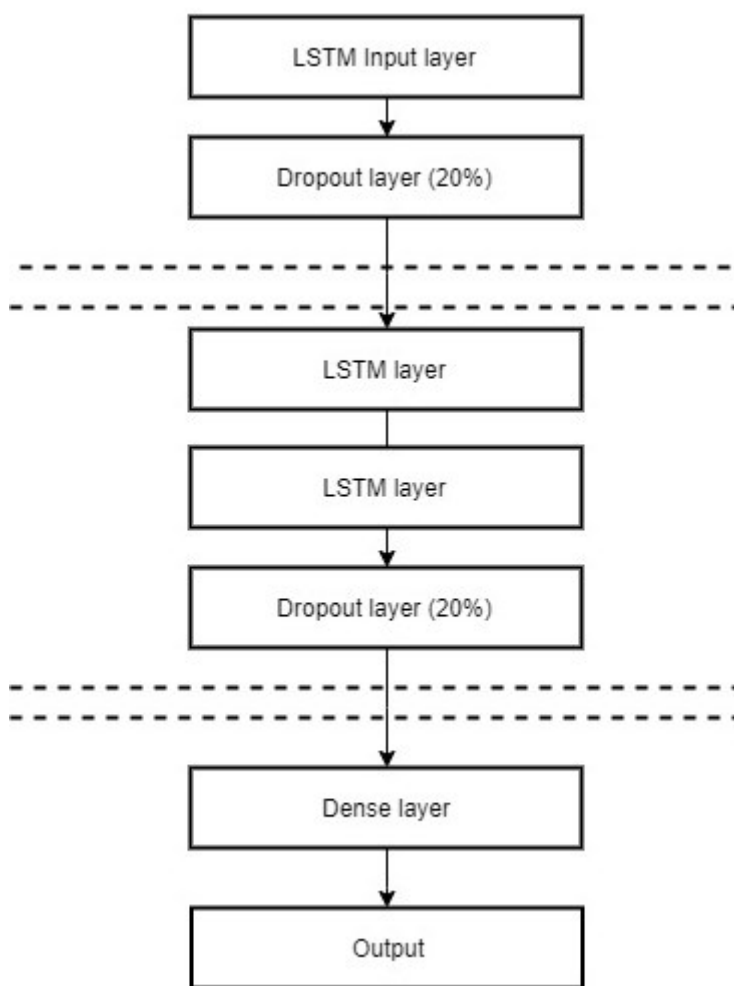 LSTM Input layer
Dropout layer (20%)
LSTM layer
LSTM layer
Dropout layer (20%)
Dense layer
Output